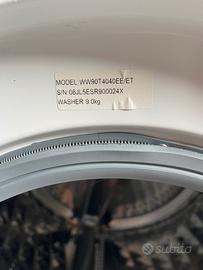 MODEL: WW90T4040EE/ET
S/N: 06JL5ESR900024X
WASHER: 9.0kg
subito